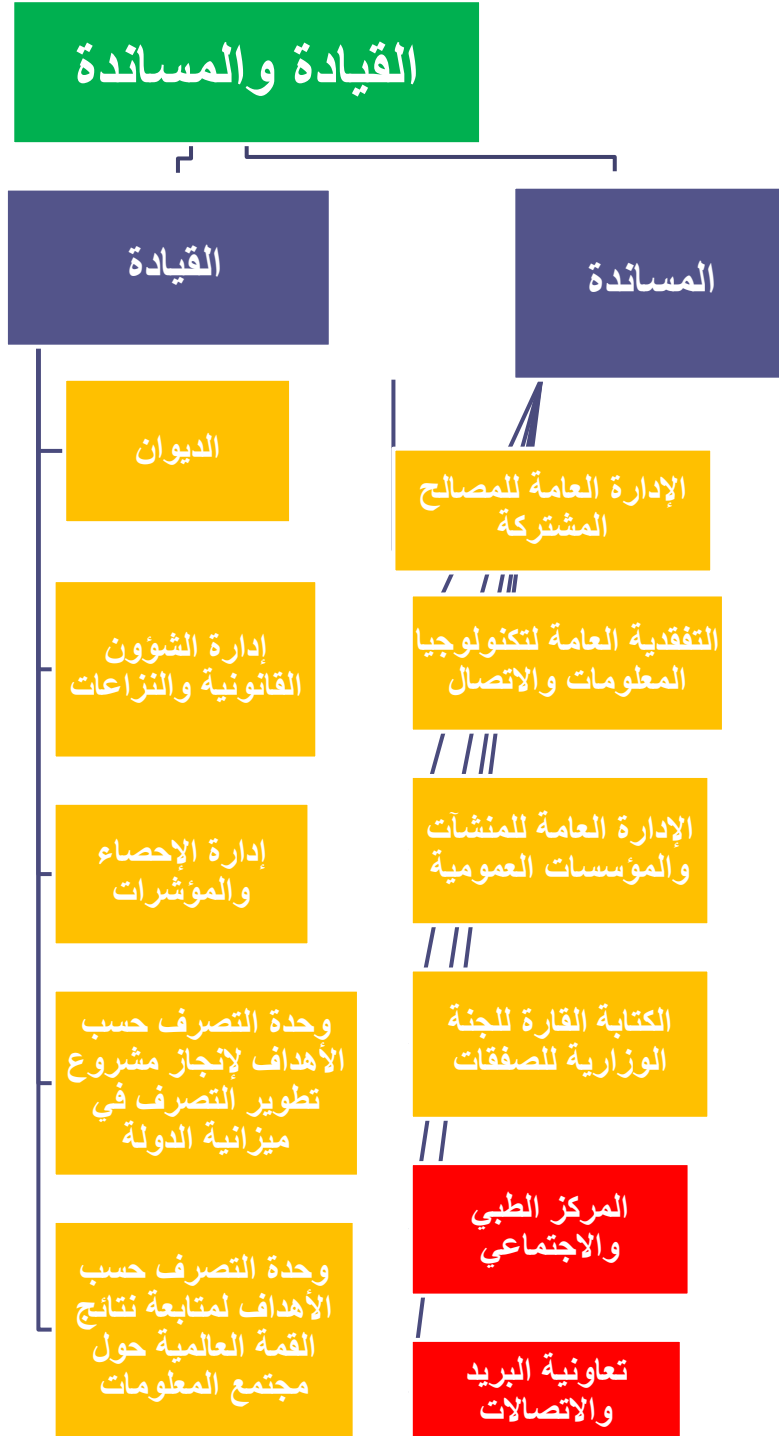 القيادة والمساندة
المساندة
الإدارة العامة للمصالح
المشتركة
التفقدية العامة لتكنولوجيا
المعلومات والاتصال
الإدارة العامة للمنشآت
والمؤسسات العمومية
الكتابة القارة للجنة
الوزارية للصفقات
المركز الطبي
والاجتماعي
تعاونية البريد
والاتصالات
القيادة
الديوان
إدارة الشؤون
القانونية والنزاعات
إدارة الإحصاء
والمؤشرات
وحدة التصرف حسب
الأهداف لإنجاز مشروع
تطوير التصرف في
ميزانية الدولة
وحدة التصرف حسب
الأهداف لمتابعة نتائج
القمة العالمية حول
مجتمع المعلومات